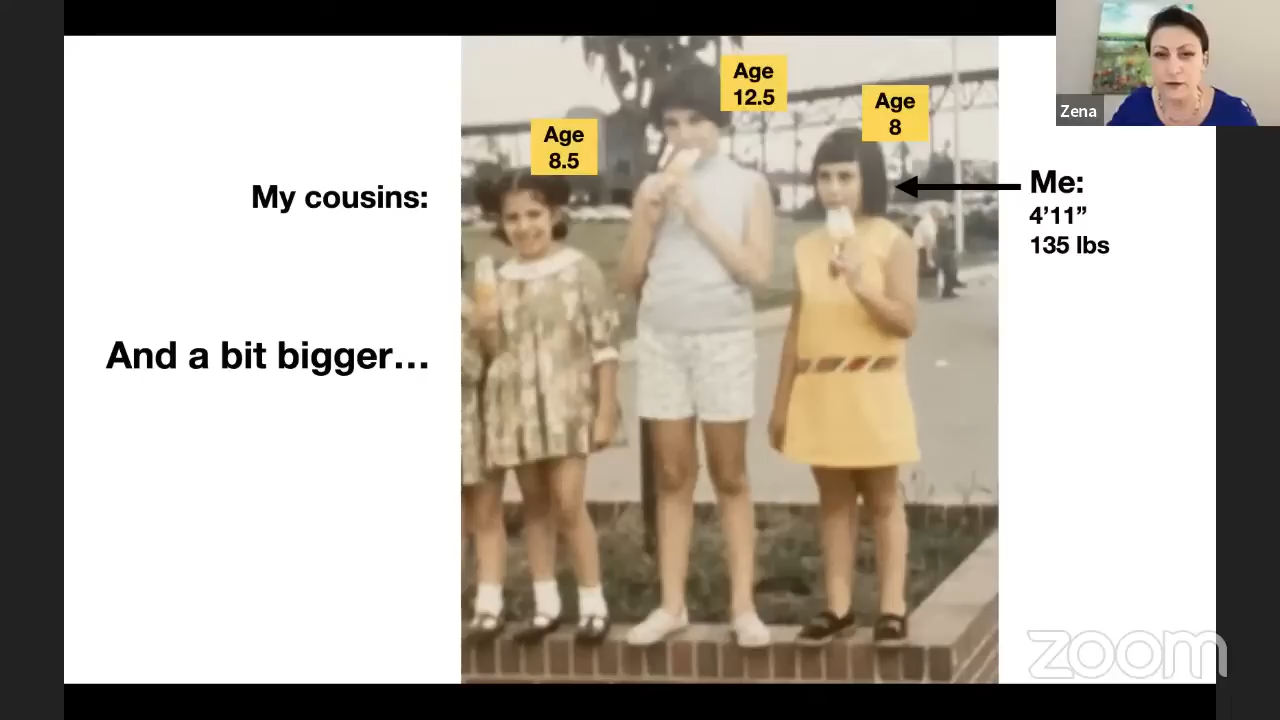 Age
12.5
Age
8
Age
8.5
Zena
My cousins:
Me:
4’11”
135 lbs
And a bit bigger…
zoom